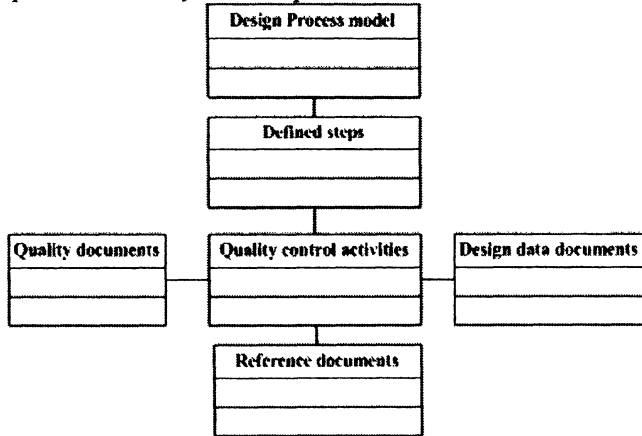 Design Process model
Defined steps
Quality documents
Quality control activities
Design data documents
Reference documents